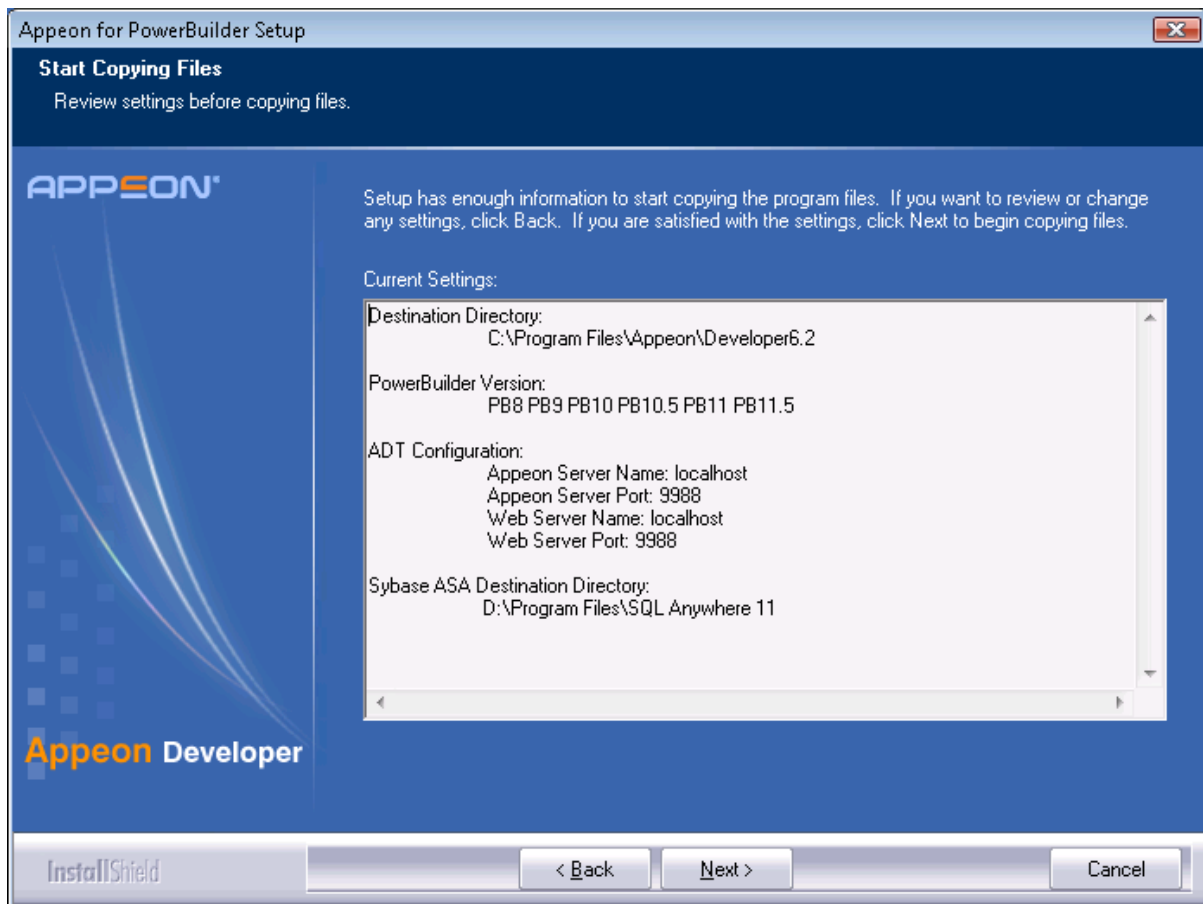 Appeon for PowerBuilder Setup
Start Copying Files
Review settings before copying files.
APPEON®
Setup has enough information to start copying the program files. If you want to review or change
any settings, click Back. If you are satisfied with the settings, click Next to begin copying files.
Current Settings:
Destination Directory:
C:\Program Files\Appeon\Developer6.2
PowerBuilder Version:
PB8 PB9 PB10 PB10.5 PB11 PB11.5
ADT Configuration:
Appeon Server Name: localhost
Appeon Server Port: 9988
Web Server Name: localhost
Web Server Port: 9988
Sybase ASA Destination Directory:
D:\Program Files\SQL Anywhere 11
Appeon Developer
InstallShield
< Back
Next >
Cancel